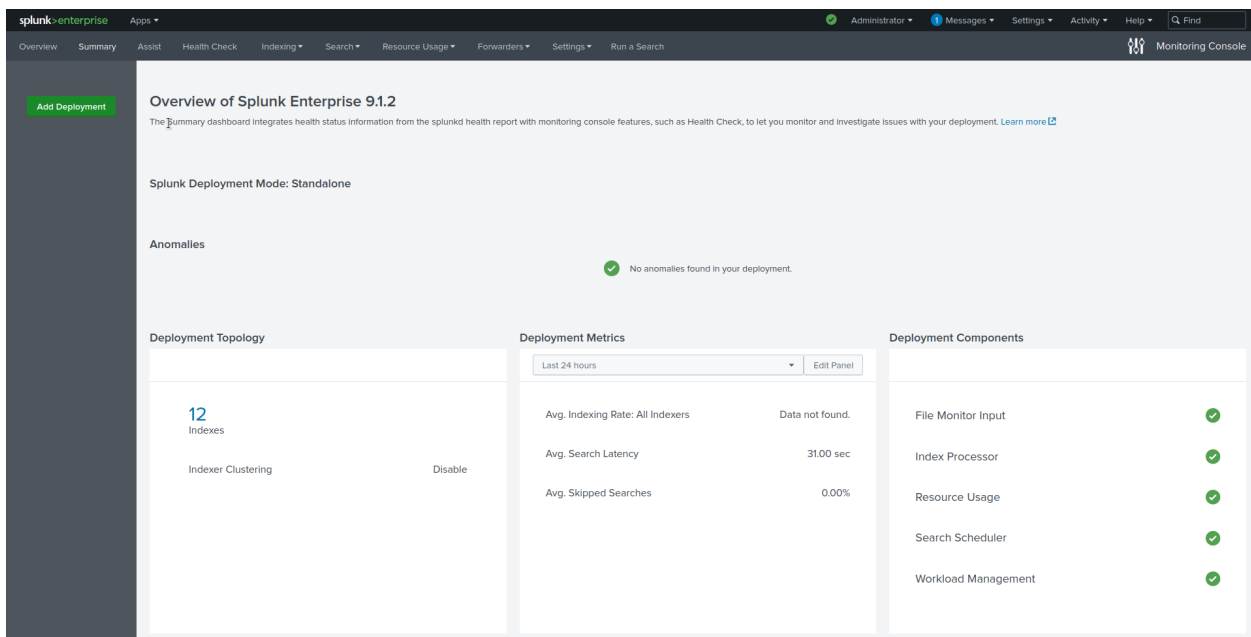 splunk>enterprise Apps Administrator 1 Messages Settings Activity Help Find
Overview Summary Assist Health Check Indexing Search Resource Usage Forwarders Settings Run a Search Monitoring Console
Add Deployment
Overview of Splunk Enterprise 9.1.2
The Summary dashboard integrates health status information from the splunkd health report with monitoring console features, such as Health Check, to let you monitor and investigate issues with your deployment. Learn more
Splunk Deployment Mode: Standalone
Anomalies
No anomalies found in your deployment.
Deployment Topology
12
Indexes
Indexer Clustering Disable
Deployment Metrics
Last 24 hours Edit Panel
Avg. Indexing Rate: All Indexers Data not found.
Avg. Search Latency 31.00 sec
Avg. Skipped Searches 0.00%
Deployment Components
File Monitor Input
Index Processor
Resource Usage
Search Scheduler
Workload Management